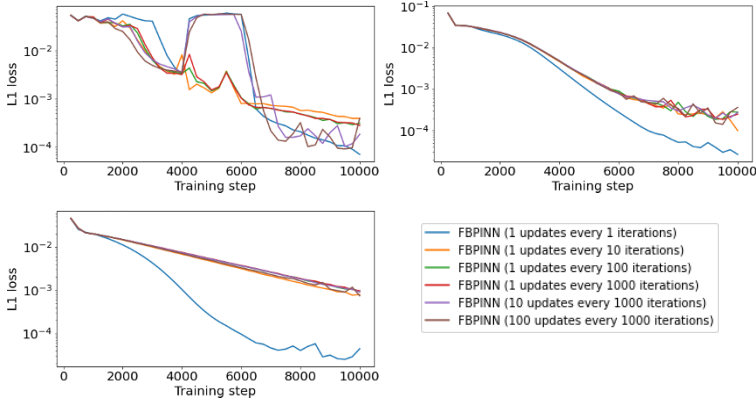 L1 loss
10⁻²
10⁻³
10⁻⁴
0 2000 4000 6000 8000 10000
Training step
L1 loss
10⁻¹
10⁻²
10⁻³
10⁻⁴
0 2000 4000 6000 8000 10000
Training step
L1 loss
10⁻²
10⁻³
10⁻⁴
0 2000 4000 6000 8000 10000
Training step
FBPINN (1 updates every 1 iterations)
FBPINN (1 updates every 10 iterations)
FBPINN (1 updates every 100 iterations)
FBPINN (1 updates every 1000 iterations)
FBPINN (10 updates every 1000 iterations)
FBPINN (100 updates every 1000 iterations)